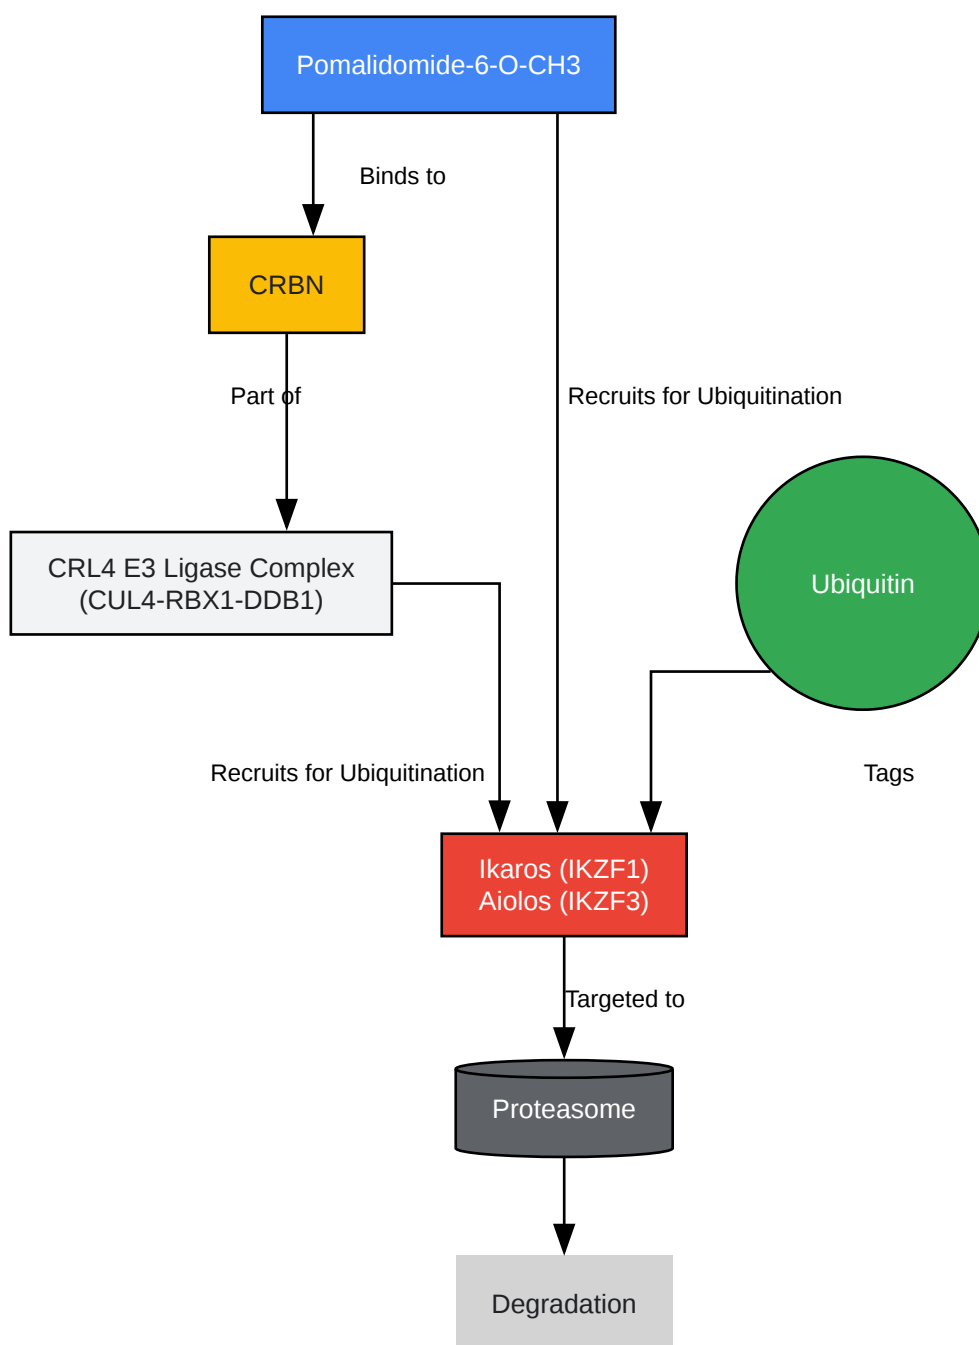 Pomalidomide-6-O-CH3
Binds to
CRBN
Part of
Recruits for Ubiquitination
CRL4 E3 Ligase Complex
(CUL4-RBX1-DDB1)
Ubiquitin
Recruits for Ubiquitination
Tags
Ikaros (IKZF1)
Aiolos (IKZF3)
Targeted to
Proteasome
Degradation